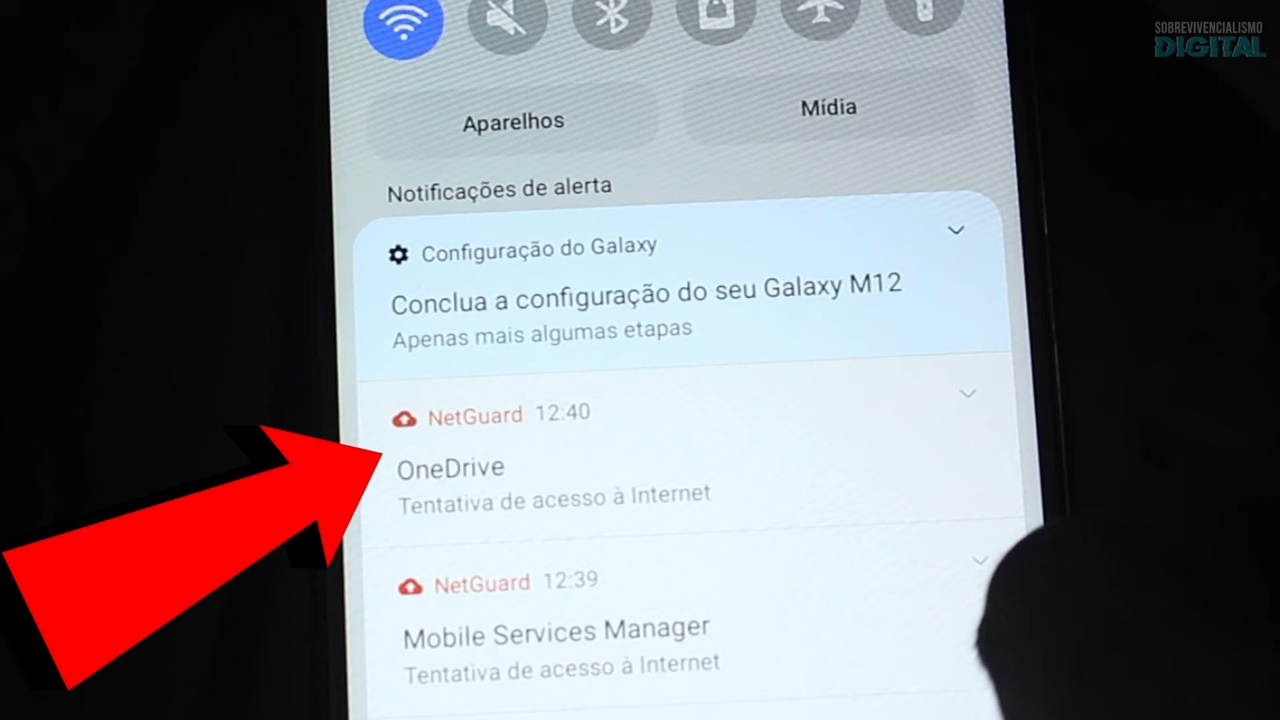 SOBREVIVENCIALISMO
DIGITAL
Aparelhos
Mídia
Notificações de alerta
Configuração do Galaxy
Conclua a configuração do seu Galaxy M12
Apenas mais algumas etapas
NetGuard 12:40
OneDrive
Tentativa de acesso à Internet
NetGuard 12:39
Mobile Services Manager
Tentativa de acesso à Internet